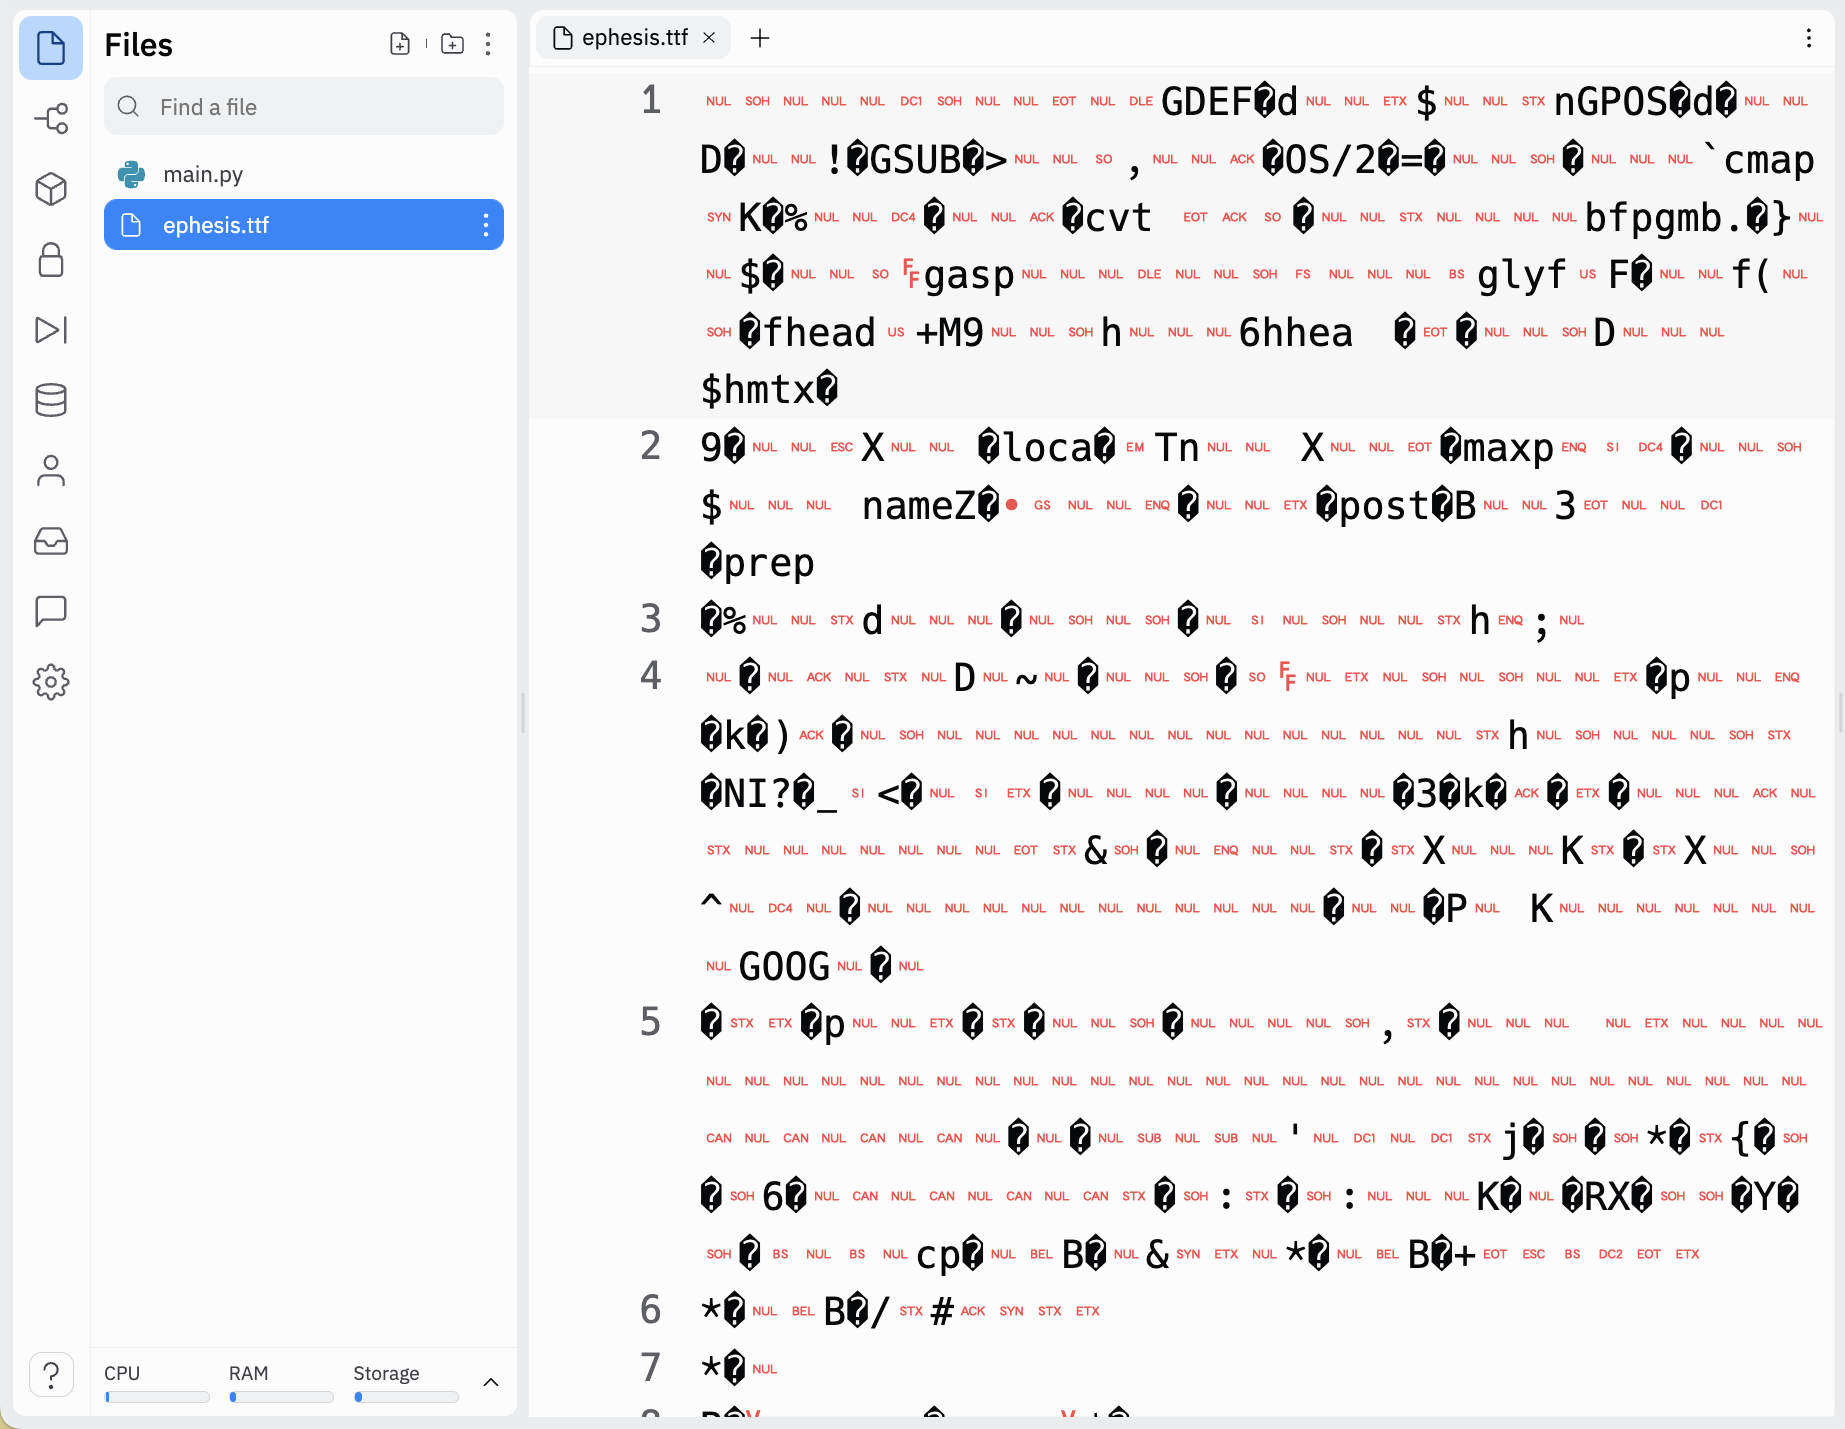 Files
Find a file
main.py
ephesis.ttf
CPU
RAM
Storage
ephesis.ttf
1 NUL SOH NUL NUL NUL DC1 SOH NUL NUL EOT NUL DLE GDEF�d NUL NUL ETX $ NUL NUL STX nGPOS�d� NUL NUL
D� NUL NUL !�GSUB�> NUL NUL SO , NUL NUL ACK �OS/2�=� NUL NUL SOH � NUL NUL NUL `cmap
SYN K�% NUL NUL DC4 � NUL NUL ACK �cvt EOT ACK SO � NUL NUL STX NUL NUL NUL NUL bfpgmb.�} NUL
NUL $� NUL NUL SO FF gasp NUL NUL NUL DLE NUL NUL SOH FS NUL NUL NUL BS glyf US F� NUL NUL f( NUL
SOH �fhead US +M9 NUL NUL SOH h NUL NUL NUL 6hhea � EOT � NUL NUL SOH D NUL NUL NUL
$hmtx�
2 9� NUL NUL ESC X NUL NUL �loca� EM Tn NUL NUL X NUL NUL EOT �maxp ENQ SI DC4 � NUL NUL SOH
$ NUL NUL NUL nameZ� • GS NUL NUL ENQ � NUL NUL ETX �post�B NUL NUL 3 EOT NUL NUL DC1
�prep
3 �% NUL NUL STX d NUL NUL NUL � NUL SOH NUL SOH � NUL SI NUL SOH NUL NUL STX h ENQ ; NUL
4 NUL � NUL ACK NUL STX NUL D NUL ~ NUL � NUL NUL SOH � SO FF NUL ETX NUL SOH NUL SOH NUL NUL ETX �p NUL NUL ENQ
�k�) ACK � NUL SOH NUL NUL NUL NUL NUL NUL NUL NUL NUL NUL NUL NUL NUL NUL STX h NUL SOH NUL NUL NUL SOH STX
�NI?�_ SI <� NUL SI ETX � NUL NUL NUL NUL � NUL NUL NUL NUL �3�k� ACK � ETX � NUL NUL NUL ACK NUL
STX NUL NUL NUL NUL NUL NUL NUL EOT STX & SOH � NUL ENQ NUL NUL STX � STX X NUL NUL NUL K STX � STX X NUL NUL SOH
^ NUL DC4 NUL � NUL NUL NUL NUL NUL NUL NUL NUL NUL NUL NUL NUL � NUL NUL �P NUL K NUL NUL NUL NUL NUL NUL NUL
NUL GOOG NUL � NUL
5 � STX ETX �p NUL NUL ETX � STX � NUL NUL SOH � NUL NUL NUL NUL SOH , STX � NUL NUL NUL NUL ETX NUL NUL NUL NUL
NUL NUL NUL NUL NUL NUL NUL NUL NUL NUL NUL NUL NUL NUL NUL NUL NUL NUL NUL NUL NUL NUL NUL NUL NUL NUL NUL NUL NUL
CAN NUL CAN NUL CAN NUL CAN NUL � NUL � NUL SUB NUL SUB NUL ' NUL DC1 NUL DC1 STX j� SOH � SOH *� STX {� SOH
� SOH 6� NUL CAN NUL CAN NUL CAN NUL CAN STX � SOH : STX � SOH : NUL NUL NUL K� NUL �RX� SOH SOH �Y�
SOH � BS NUL BS NUL cp� NUL BEL B� NUL & SYN ETX NUL *� NUL BEL B�+ EOT ESC BS DC2 EOT ETX
6 *� NUL BEL B�/ STX # ACK SYN STX ETX
7 *� NUL